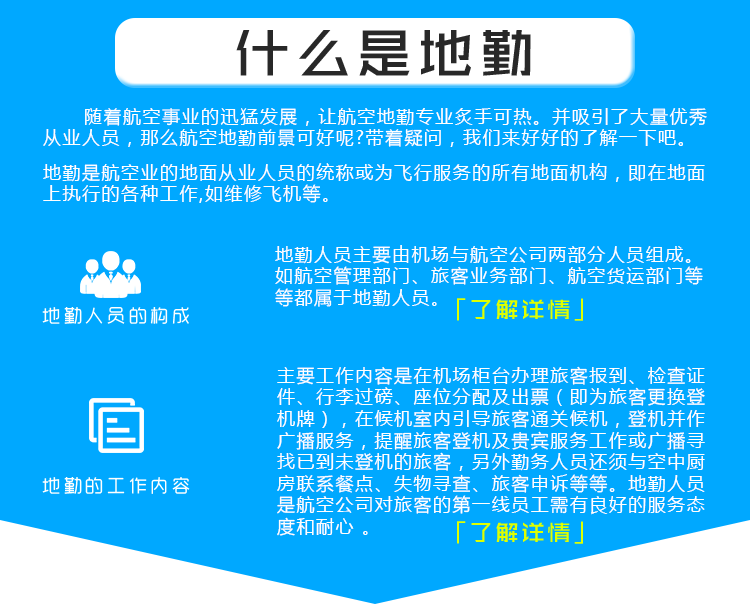 什么是地勤
随着航空事业的迅猛发展，让航空地勤专业炙手可热。并吸引了大量优秀
从业人员，那么航空地勤前景可好呢?带着疑问，我们来好好的了解一下吧。
地勤是航空业的地面从业人员的统称或为飞行服务的所有地面机构，即在地面
上执行的各种工作,如维修飞机等。
地勤人员的构成
地勤人员主要由机场与航空公司两部分人员组成。
如航空管理部门、旅客业务部门、航空货运部门等
等都属于地勤人员。
「了解详情」
地勤的工作内容
主要工作内容是在机场柜台办理旅客报到、检查证
件、行李过磅、座位分配及出票（即为旅客更换登
机牌），在候机室内引导旅客通关候机，登机并作
广播服务，提醒旅客登机及贵宾服务工作或广播寻
找已到未登机的旅客，另外勤务人员还须与空中厨
房联系餐点、失物寻查、旅客申诉等等。地勤人员
是航空公司对旅客的第一线员工需有良好的服务态
度和耐心 。
「了解详情」